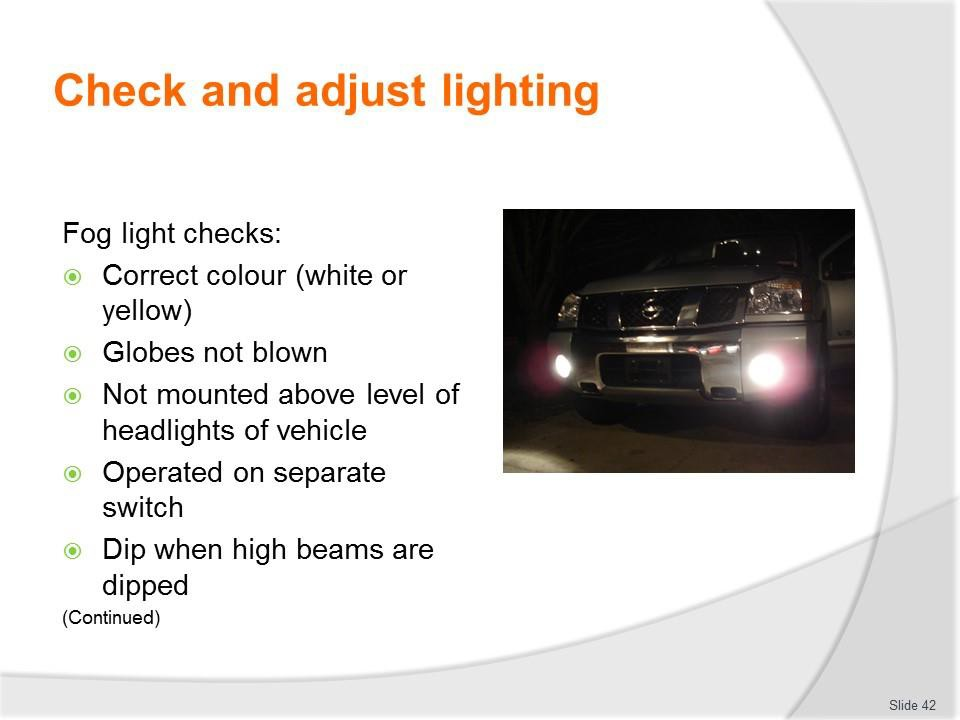 Check and adjust lighting
Fog light checks:
Correct colour (white or
yellow)
Globes not blown
Not mounted above level of
headlights of vehicle
Operated on separate
switch
Dip when high beams are
dipped
(Continued)
Slide 42